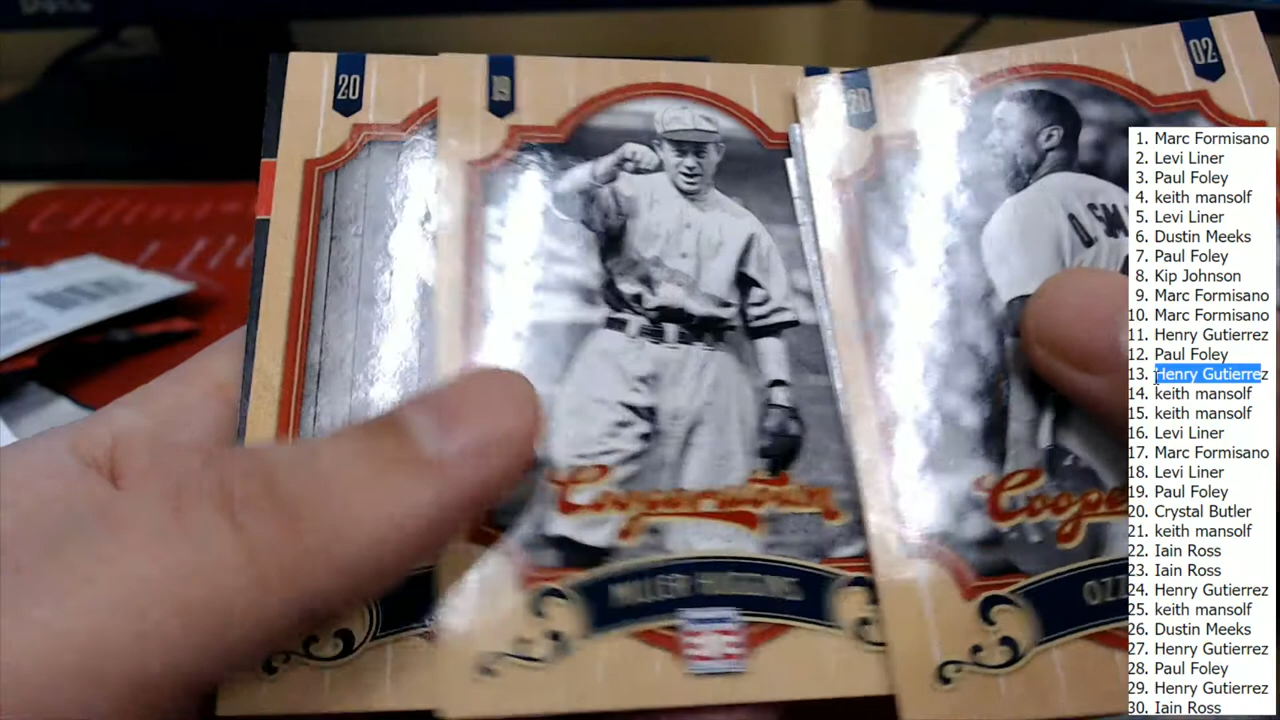 20
19
20
02
O. SM
Cooperstown
Coope
MILLER HUGGINS
OZZ
1. Marc Formisano
2. Levi Liner
3. Paul Foley
4. keith mansolf
5. Levi Liner
6. Dustin Meeks
7. Paul Foley
8. Kip Johnson
9. Marc Formisano
10. Marc Formisano
11. Henry Gutierrez
12. Paul Foley
13. Henry Gutierrez
14. keith mansolf
15. keith mansolf
16. Levi Liner
17. Marc Formisano
18. Levi Liner
19. Paul Foley
20. Crystal Butler
21. keith mansolf
22. Iain Ross
23. Iain Ross
24. Henry Gutierrez
25. keith mansolf
26. Dustin Meeks
27. Henry Gutierrez
28. Paul Foley
29. Henry Gutierrez
30. Iain Ross